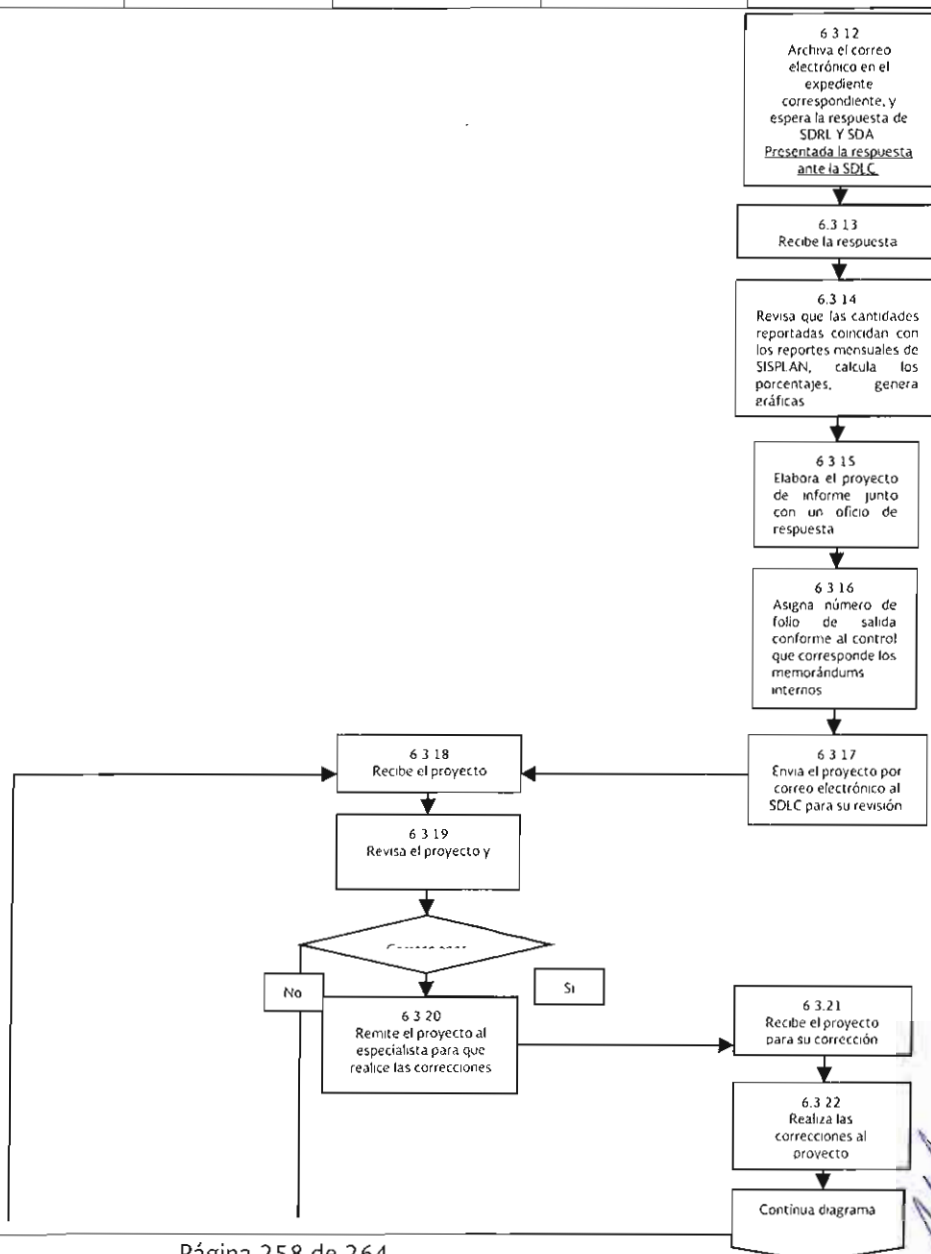 6 3 12
Archiva el correo
electrónico en el
expediente
correspondiente, y
espera la respuesta de
SDRL Y SDA
Presentada la respuesta
ante la SDLC
6.3 13
Recibe la respuesta
6.3 14
Revisa que las cantidades
reportadas coincidan con
los reportes mensuales de
SISPLAN, calcula los
porcentajes, genera
gráficas
6 3 15
Elabora el proyecto
de informe junto
con un oficio de
respuesta
6 3 16
Asigna número de
folio de salida
conforme al control
que corresponde los
memorándums
internos
6 3 17
Envia el proyecto por
correo electrónico al
SDLC para su revisión
6 3 18
Recibe el proyecto
6 3 19
Revisa el proyecto y
No
Si
6 3 20
Remite el proyecto al
especialista para que
realice las correcciones
6 3.21
Recibe el proyecto
para su corrección
6.3 22
Realiza las
correcciones al
proyecto
Continua diagrama
Página 258 de 264